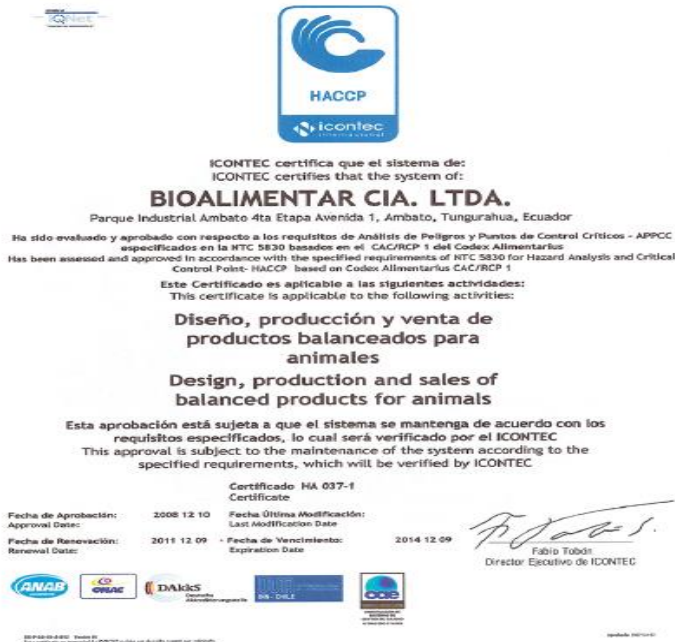 IQNet
HACCP
icontec
international
ICONTEC certifica que el sistema de:
ICONTEC certifies that the system of:
BIOALIMENTAR CIA. LTDA.
Parque Industrial Ambato 4ta Etapa Avenida 1, Ambato, Tungurahua, Ecuador
Ha sido evaluado y aprobado con respecto a los requisitos de Análisis de Peligros y Puntos de Control Críticos - APPCC
especificados en la NTC 5830 basados en el CAC/RCP 1 del Codex Alimentarius
Has been assessed and approved in accordance with the specified requirements of NTC 5830 for Hazard Analysis and Critical
Control Point- HACCP based on Codex Alimentarius CAC/RCP 1
Este Certificado es aplicable a las siguientes actividades:
This certificate is applicable to the following activities:
Diseño, producción y venta de
productos balanceados para
animales
Design, production and sales of
balanced products for animals
Esta aprobación está sujeta a que el sistema se mantenga de acuerdo con los
requisitos especificados, lo cual será verificado por el ICONTEC
This approval is subject to the maintenance of the system according to the
specified requirements, which will be verified by ICONTEC
Certificado HA 037-1
Certificate
Fecha de Aprobación: 2008 12 10 Fecha Última Modificación:
Approval Date: Last Modification Date
Fecha de Renovación: 2011 12 09 - Fecha de Vencimiento: 2014 12 09
Renewal Date: Expiration Date
Fabio Tobón
Director Ejecutivo de ICONTEC
ANAB ONAC DAkkS INN - CHILE oae
Deutsche
Akkreditierungsstelle